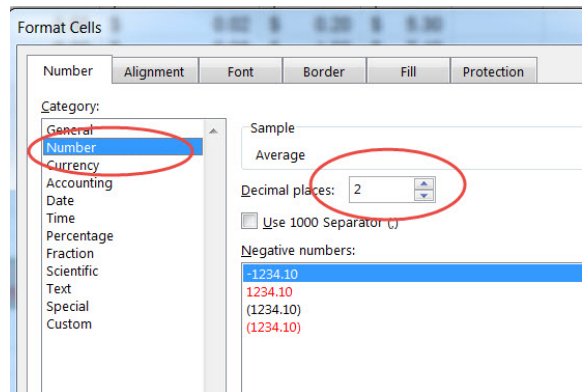 Format Cells
Number Alignment Font Border Fill Protection
Category:
General
Number
Currency
Accounting
Date
Time
Percentage
Fraction
Scientific
Text
Special
Custom
Sample
Average
Decimal places: 2
Use 1000 Separator (,)
Negative numbers:
-1234.10
1234.10
(1234.10)
(1234.10)